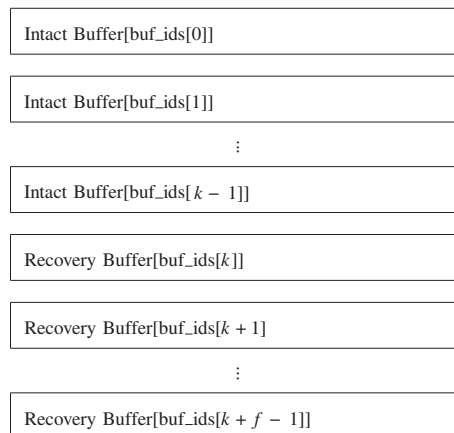 Intact Buffer[buf_ids[0]]
Intact Buffer[buf_ids[1]]
⋮
Intact Buffer[buf_ids[k − 1]]
Recovery Buffer[buf_ids[k]]
Recovery Buffer[buf_ids[k + 1]
⋮
Recovery Buffer[buf_ids[k + f − 1]]